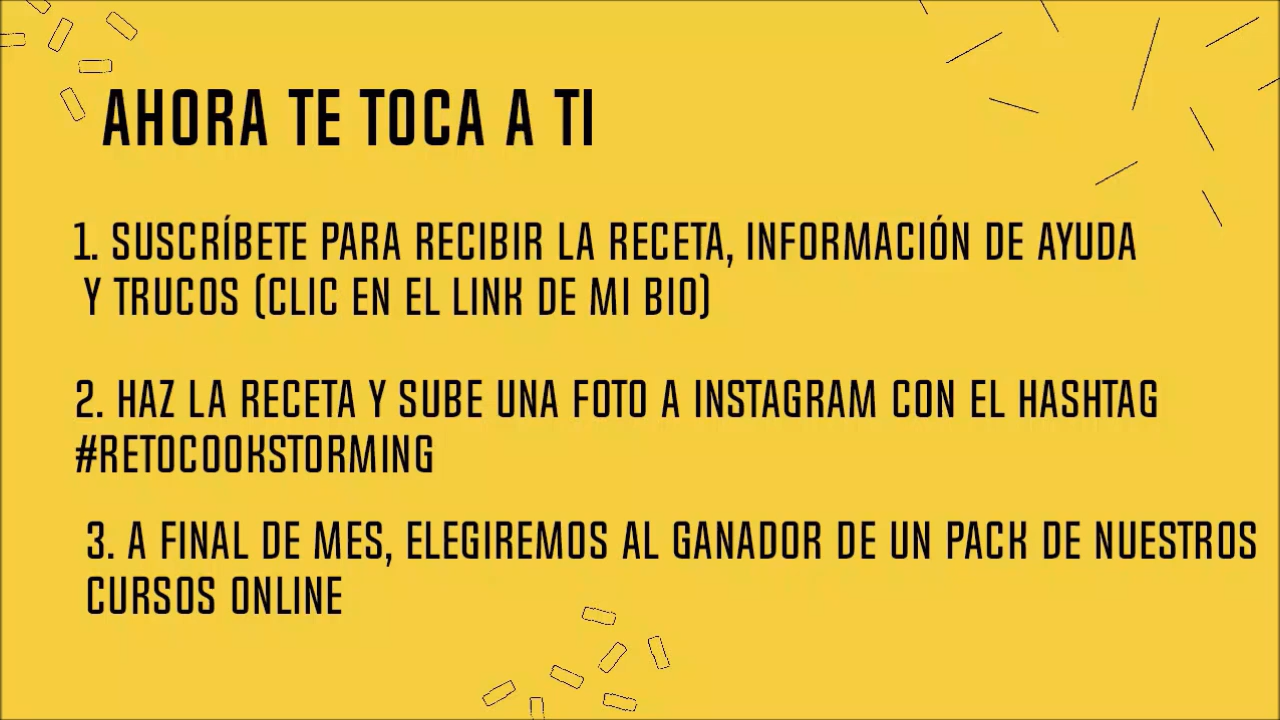 AHORA TE TOCA A TI
1. SUSCRÍBETE PARA RECIBIR LA RECETA, INFORMACIÓN DE AYUDA
Y TRUCOS (CLIC EN EL LINK DE MI BIO)
2. HAZ LA RECETA Y SUBE UNA FOTO A INSTAGRAM CON EL HASHTAG
#RETOCOOKSTORMING
3. A FINAL DE MES, ELEGIREMOS AL GANADOR DE UN PACK DE NUESTROS
CURSOS ONLINE